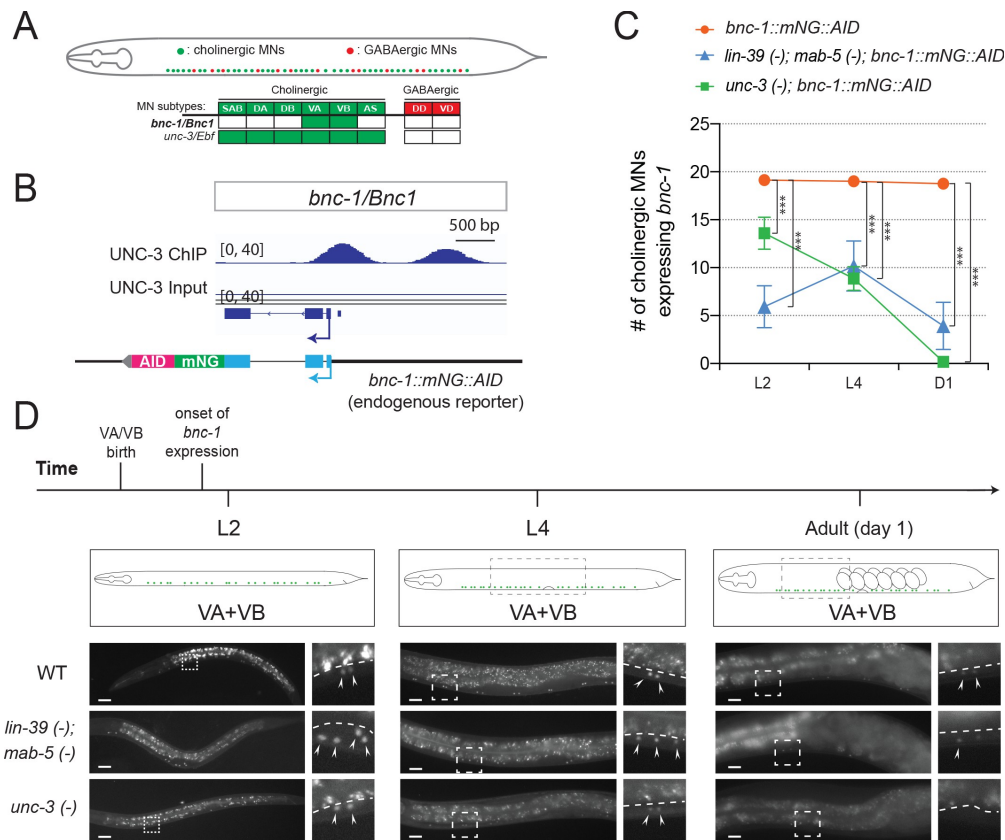 A
: cholinergic MNs
: GABAergic MNs
Cholinergic
GABAergic
MN subtypes:
SAB DA DB VA VB AS DD VD
bnc-1/Bnc1
unc-3/Ebf
B
bnc-1/Bnc1
500 bp
UNC-3 ChIP
[0, 40]
UNC-3 Input
[0, 40]
AID mNG
bnc-1::mNG::AID
(endogenous reporter)
C
bnc-1::mNG::AID
lin-39 (-); mab-5 (-); bnc-1::mNG::AID
unc-3 (-); bnc-1::mNG::AID
# of cholinergic MNs
expressing bnc-1
25
20
15
10
5
0
***
***
***
***
***
***
L2
L4
D1
D
Time
VA/VB
birth
onset of
bnc-1
expression
L2
L4
Adult (day 1)
VA+VB
VA+VB
VA+VB
WT
lin-39 (-);
mab-5 (-)
unc-3 (-)